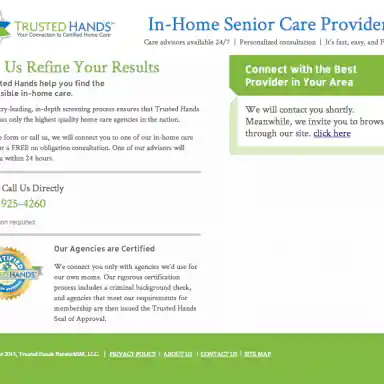 TRUSTED HANDS™
Your Connection to Certified Home Care
In-Home Senior Care Provider
Care advisors available 24/7 | Personalized consultation | It's fast, easy, and F
Us Refine Your Results
ted Hands help you find the
sible in-home care.
ry-leading, in-depth screening process ensures that Trusted Hands
as only the highest quality home care agencies in the nation.
e form or call us, we will connect you to one of our in-home care
r a FREE no obligation consultation. One of our advisors will
u within 24 hours.
Call Us Directly
-925-4260
on required.
Connect with the Best
Provider in Your Area
We will contact you shortly.
Meanwhile, we invite you to brows
through our site. click here
CERTIFIED
TED HANDS
Our Agencies are Certified
We connect you only with agencies we'd use for
our own moms. Our rigorous certification
process includes a criminal background check,
and agencies that meet our requirements for
membership are then issued the Trusted Hands
Seal of Approval.
2013, Trusted Hands NetworkSM, LLC. | PRIVACY POLICY | ABOUT US | CONTACT US | SITE MAP